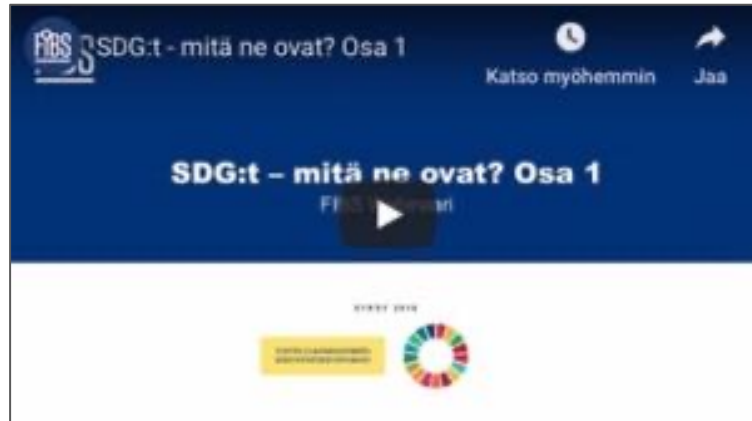 FIBS
SDG:t - mitä ne ovat? Osa 1
Katso myöhemmin
Jaa
SDG:t – mitä ne ovat? Osa 1